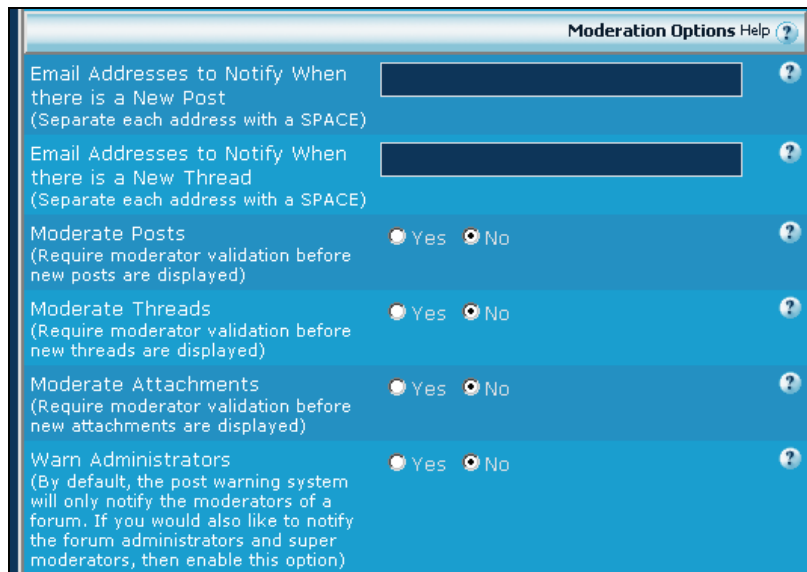 Moderation Options Help ?
Email Addresses to Notify When
there is a New Post
(Separate each address with a SPACE)
?
Email Addresses to Notify When
there is a New Thread
(Separate each address with a SPACE)
?
Moderate Posts
(Require moderator validation before
new posts are displayed)
Yes No ?
Moderate Threads
(Require moderator validation before
new threads are displayed)
Yes No ?
Moderate Attachments
(Require moderator validation before
new attachments are displayed)
Yes No ?
Warn Administrators
(By default, the post warning system
will only notify the moderators of a
forum. If you would also like to notify
the forum administrators and super
moderators, then enable this option)
Yes No ?